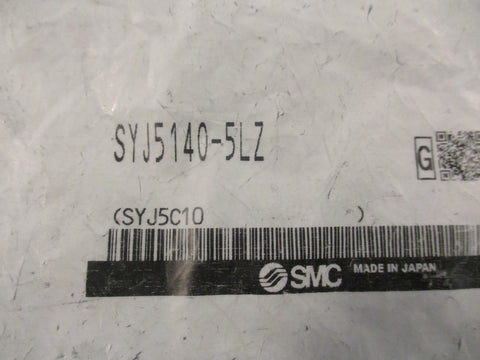 SYJ5140-5LZ
G
(SYJ5C10 )
SMC MADE IN JAPAN